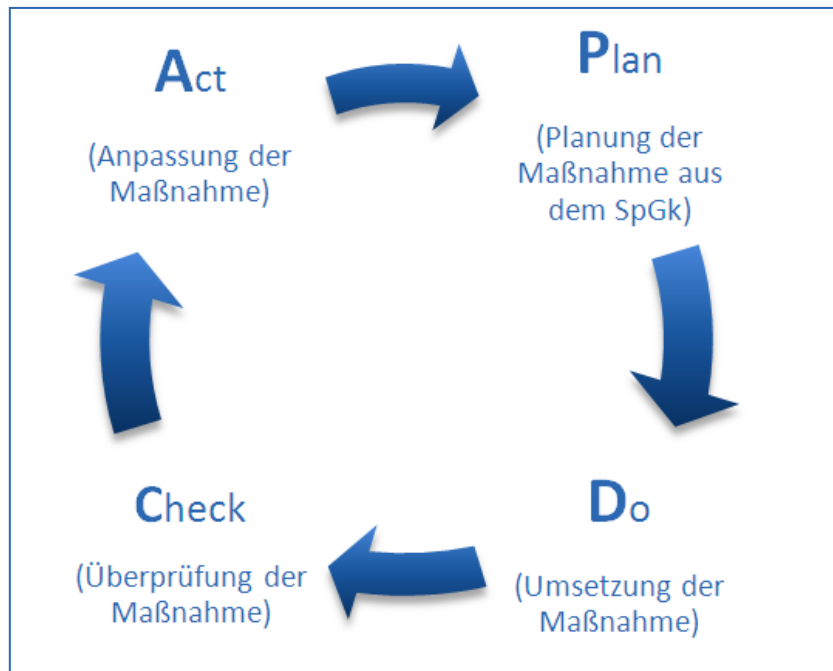 Act
(Anpassung der
Maßnahme)
Plan
(Planung der
Maßnahme aus
dem SpGk)
Check
(Überprüfung der
Maßnahme)
Do
(Umsetzung der
Maßnahme)